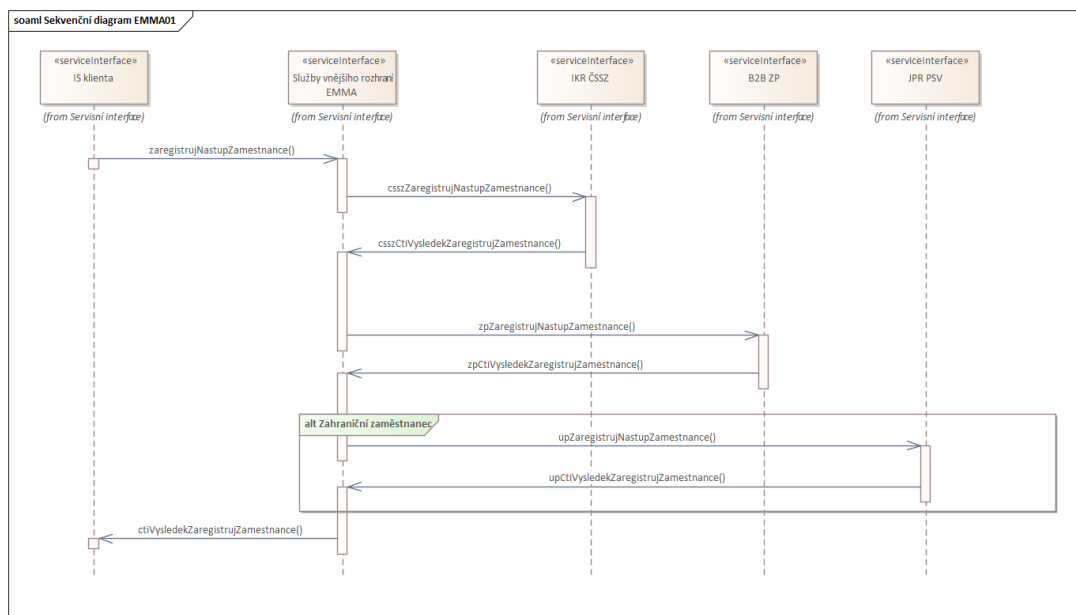 soaml Sekvenční diagram EMMA01
«serviceInterface»
IS klienta
(from Servisní interface)
«serviceInterface»
Služby vnějšího rozhraní
EMMA
(from Servisní interface)
«serviceInterface»
IKR ČSSZ
(from Servisní interface)
«serviceInterface»
B2B ZP
(from Servisní interface)
«serviceInterface»
JPR PSV
(from Servisní interface)
zaregistrujNastupZamestnance()
csszZaregistrujNastupZamestnance()
csszCtiVysledekZaregistrujZamestnance()
zpZaregistrujNastupZamestnance()
zpCtiVysledekZaregistrujZamestnance()
alt Zahraniční zaměstnanec
upZaregistrujNastupZamestnance()
upCtiVysledekZaregistrujZamestnance()
ctiVysledekZaregistrujZamestnance()